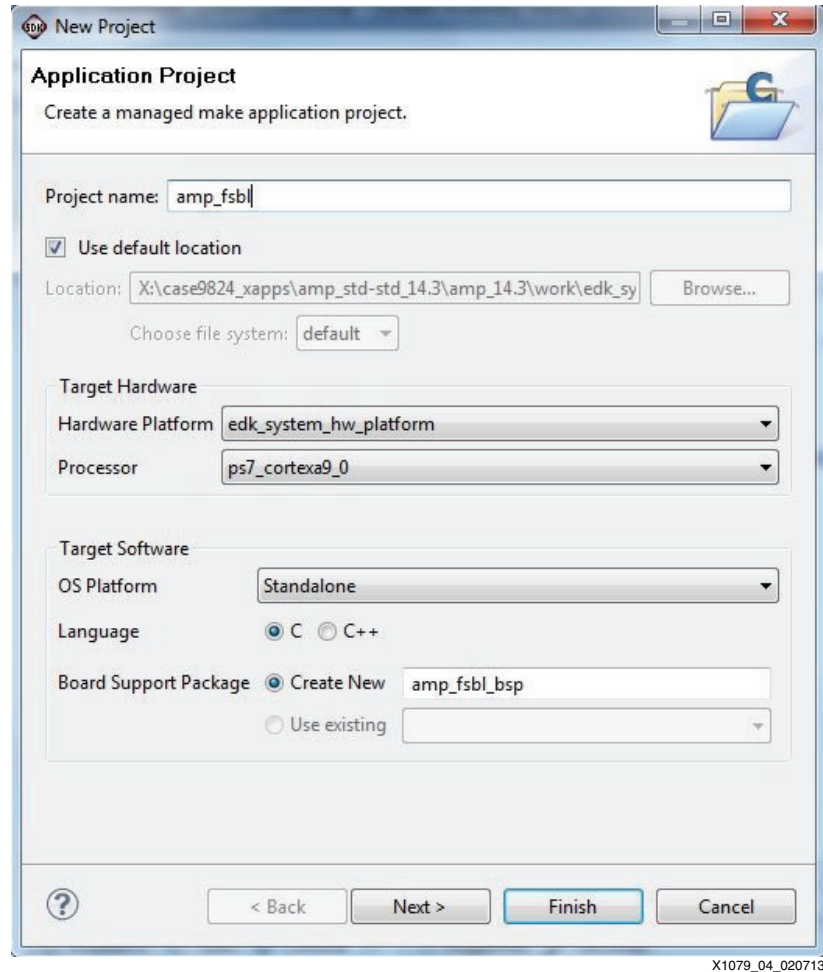 SDK New Project
Application Project
Create a managed make application project.
Project name: amp_fsbl
Use default location
Location: X:\case9824_xapps\amp_std-std_14.3\amp_14.3\work\edk_sy Browse...
Choose file system: default
Target Hardware
Hardware Platform edk_system_hw_platform
Processor ps7_cortexa9_0
Target Software
OS Platform Standalone
Language C C++
Board Support Package Create New amp_fsbl_bsp
Use existing
? < Back Next > Finish Cancel
X1079_04_020713